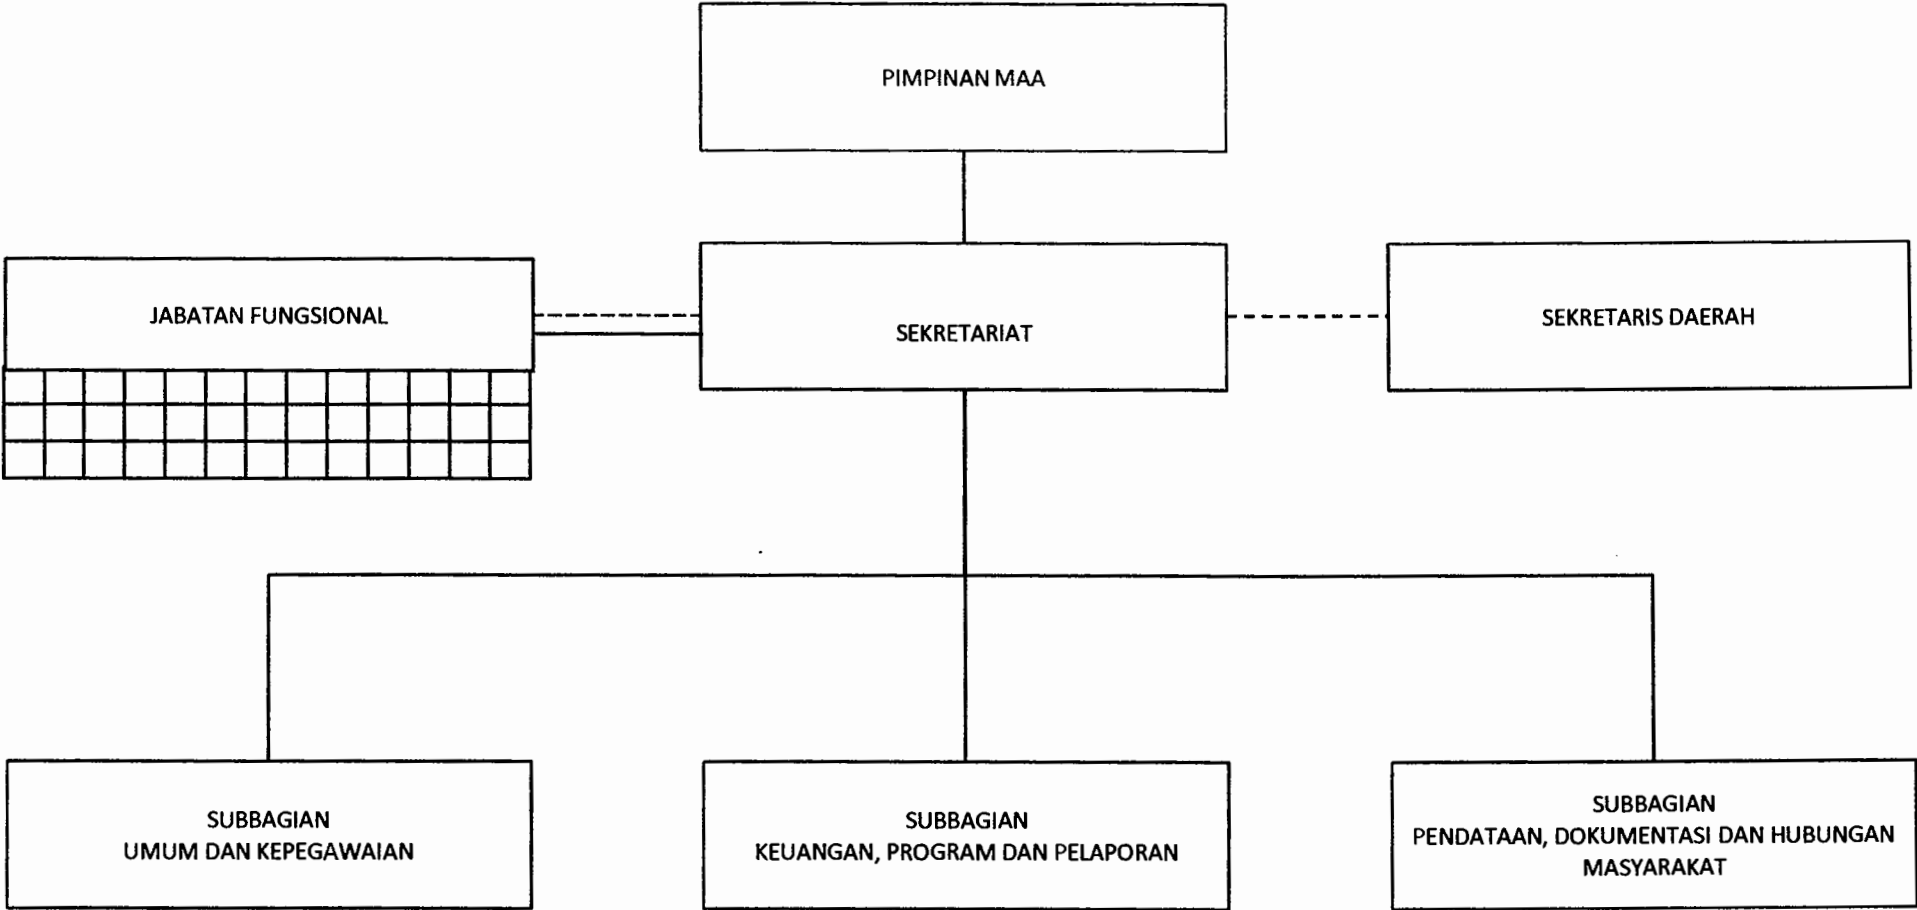 PIMPINAN MAA
JABATAN FUNGSIONAL
SEKRETARIAT
SEKRETARIS DAERAH
SUBBAGIAN
UMUM DAN KEPEGAWAIAN
SUBBAGIAN
KEUANGAN, PROGRAM DAN PELAPORAN
SUBBAGIAN
PENDATAAN, DOKUMENTASI DAN HUBUNGAN
MASYARAKAT